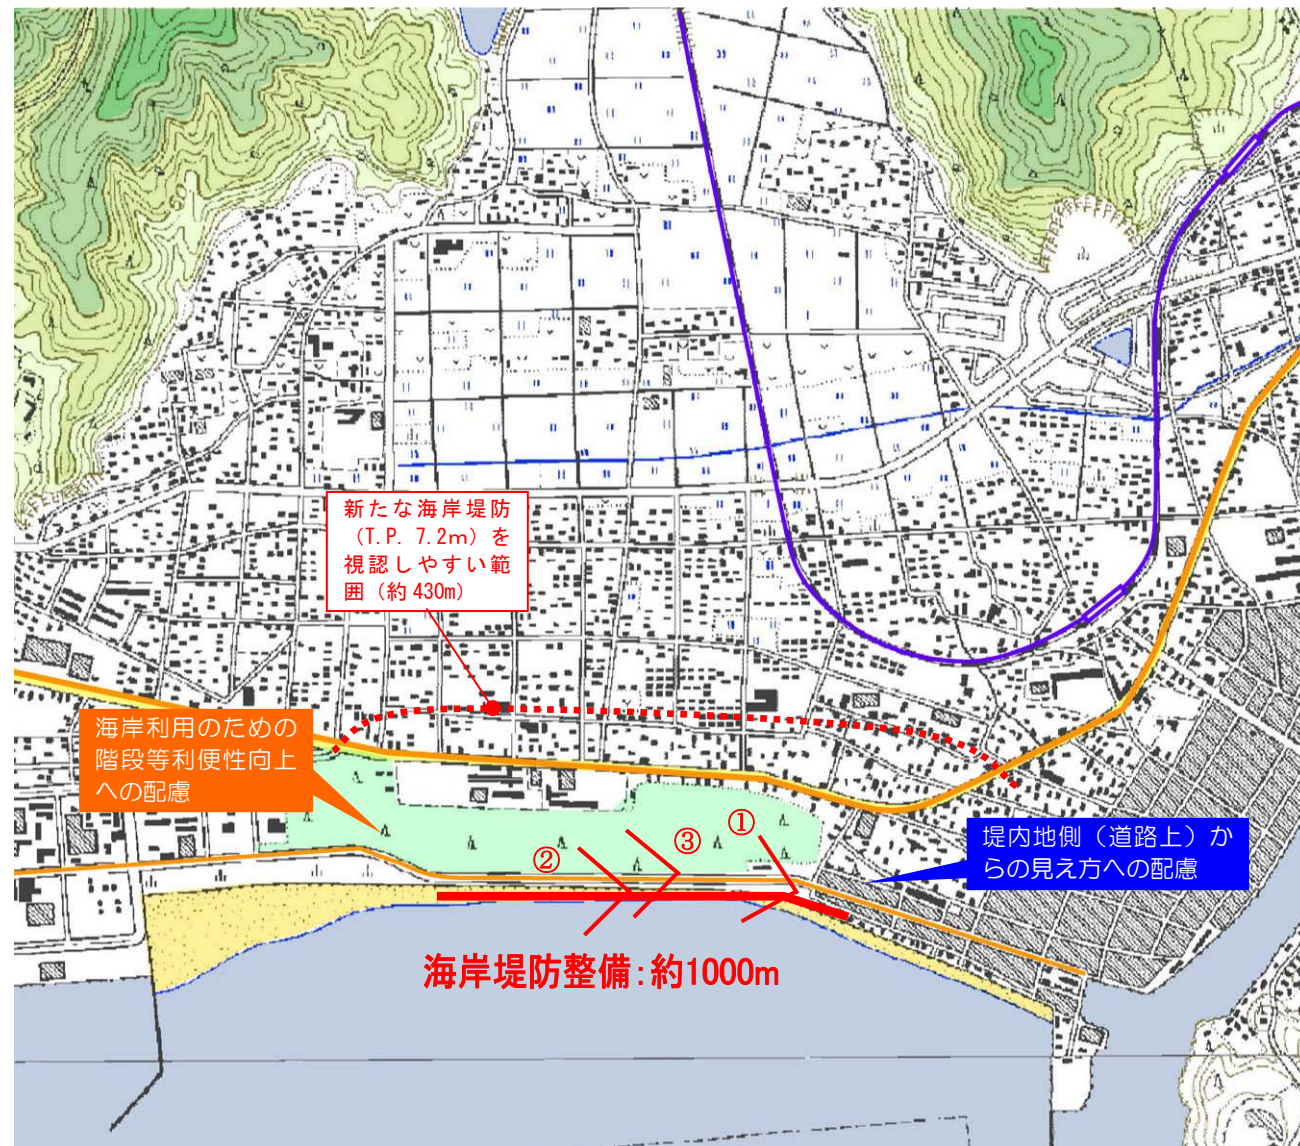 新たな海岸堤防
（T.P. 7.2m）を
視認しやすい範
囲（約430m）
海岸利用のための
階段等利便性向上
への配慮
①
②
③
堤内地側（道路上）か
らの見え方への配慮
海岸堤防整備：約1000m